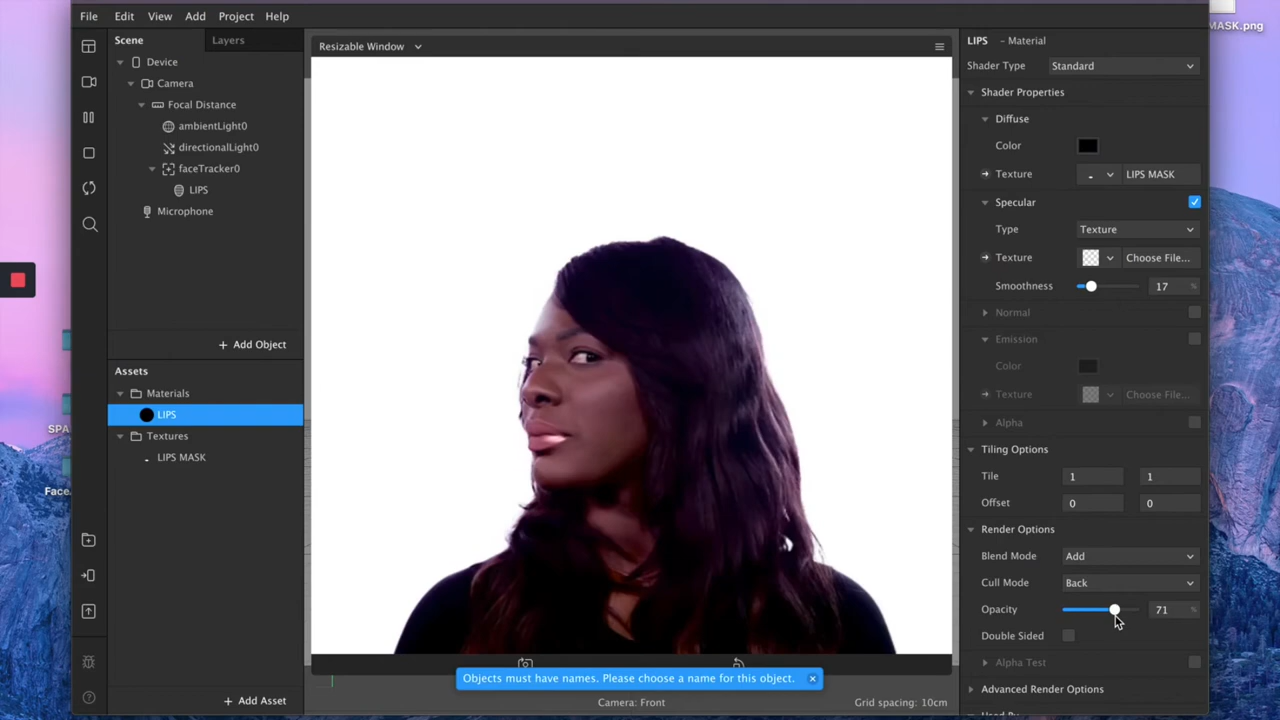 File Edit View Add Project Help
MASK.png
Scene Layers
Resizable Window
LIPS - Material
Device
Camera
Focal Distance
ambientLight0
directionalLight0
faceTracker0
LIPS
Microphone
+ Add Object
Assets
Materials
LIPS
Textures
LIPS MASK
+ Add Asset
SPA
Face.
Shader Type Standard
Shader Properties
Diffuse
Color
Texture LIPS MASK
Specular
Type Texture
Texture Choose File...
Smoothness 17 %
Normal
Emission
Color
Texture Choose File...
Alpha
Tiling Options
Tile 1 1
Offset 0 0
Render Options
Blend Mode Add
Cull Mode Back
Opacity 71 %
Double Sided
Alpha Test
Advanced Render Options
Used By
Objects must have names. Please choose a name for this object.
Camera: Front Grid spacing: 10cm